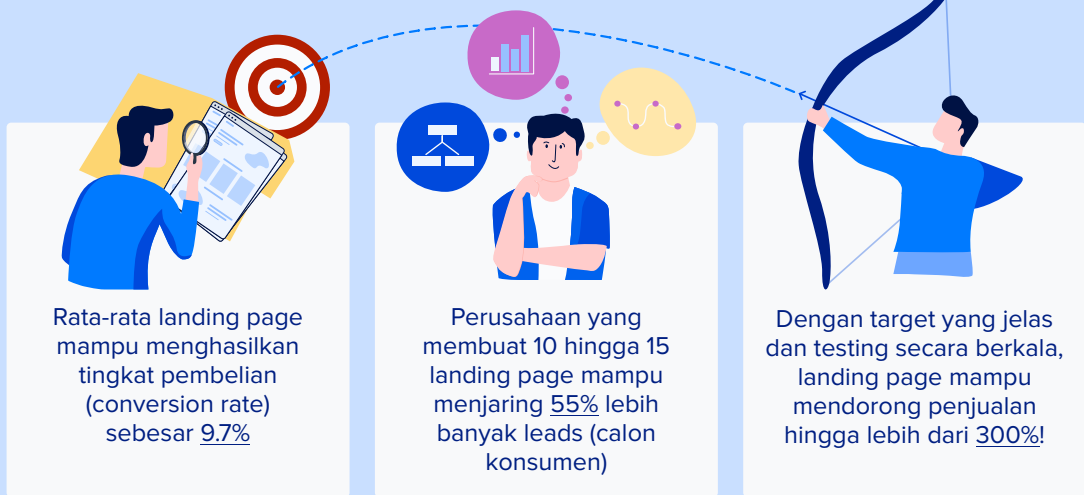 Rata-rata landing page
mampu menghasilkan
tingkat pembelian
(conversion rate)
sebesar 9.7%
Perusahaan yang
membuat 10 hingga 15
landing page mampu
menjaring 55% lebih
banyak leads (calon
konsumen)
Dengan target yang jelas
dan testing secara berkala,
landing page mampu
mendorong penjualan
hingga lebih dari 300%!